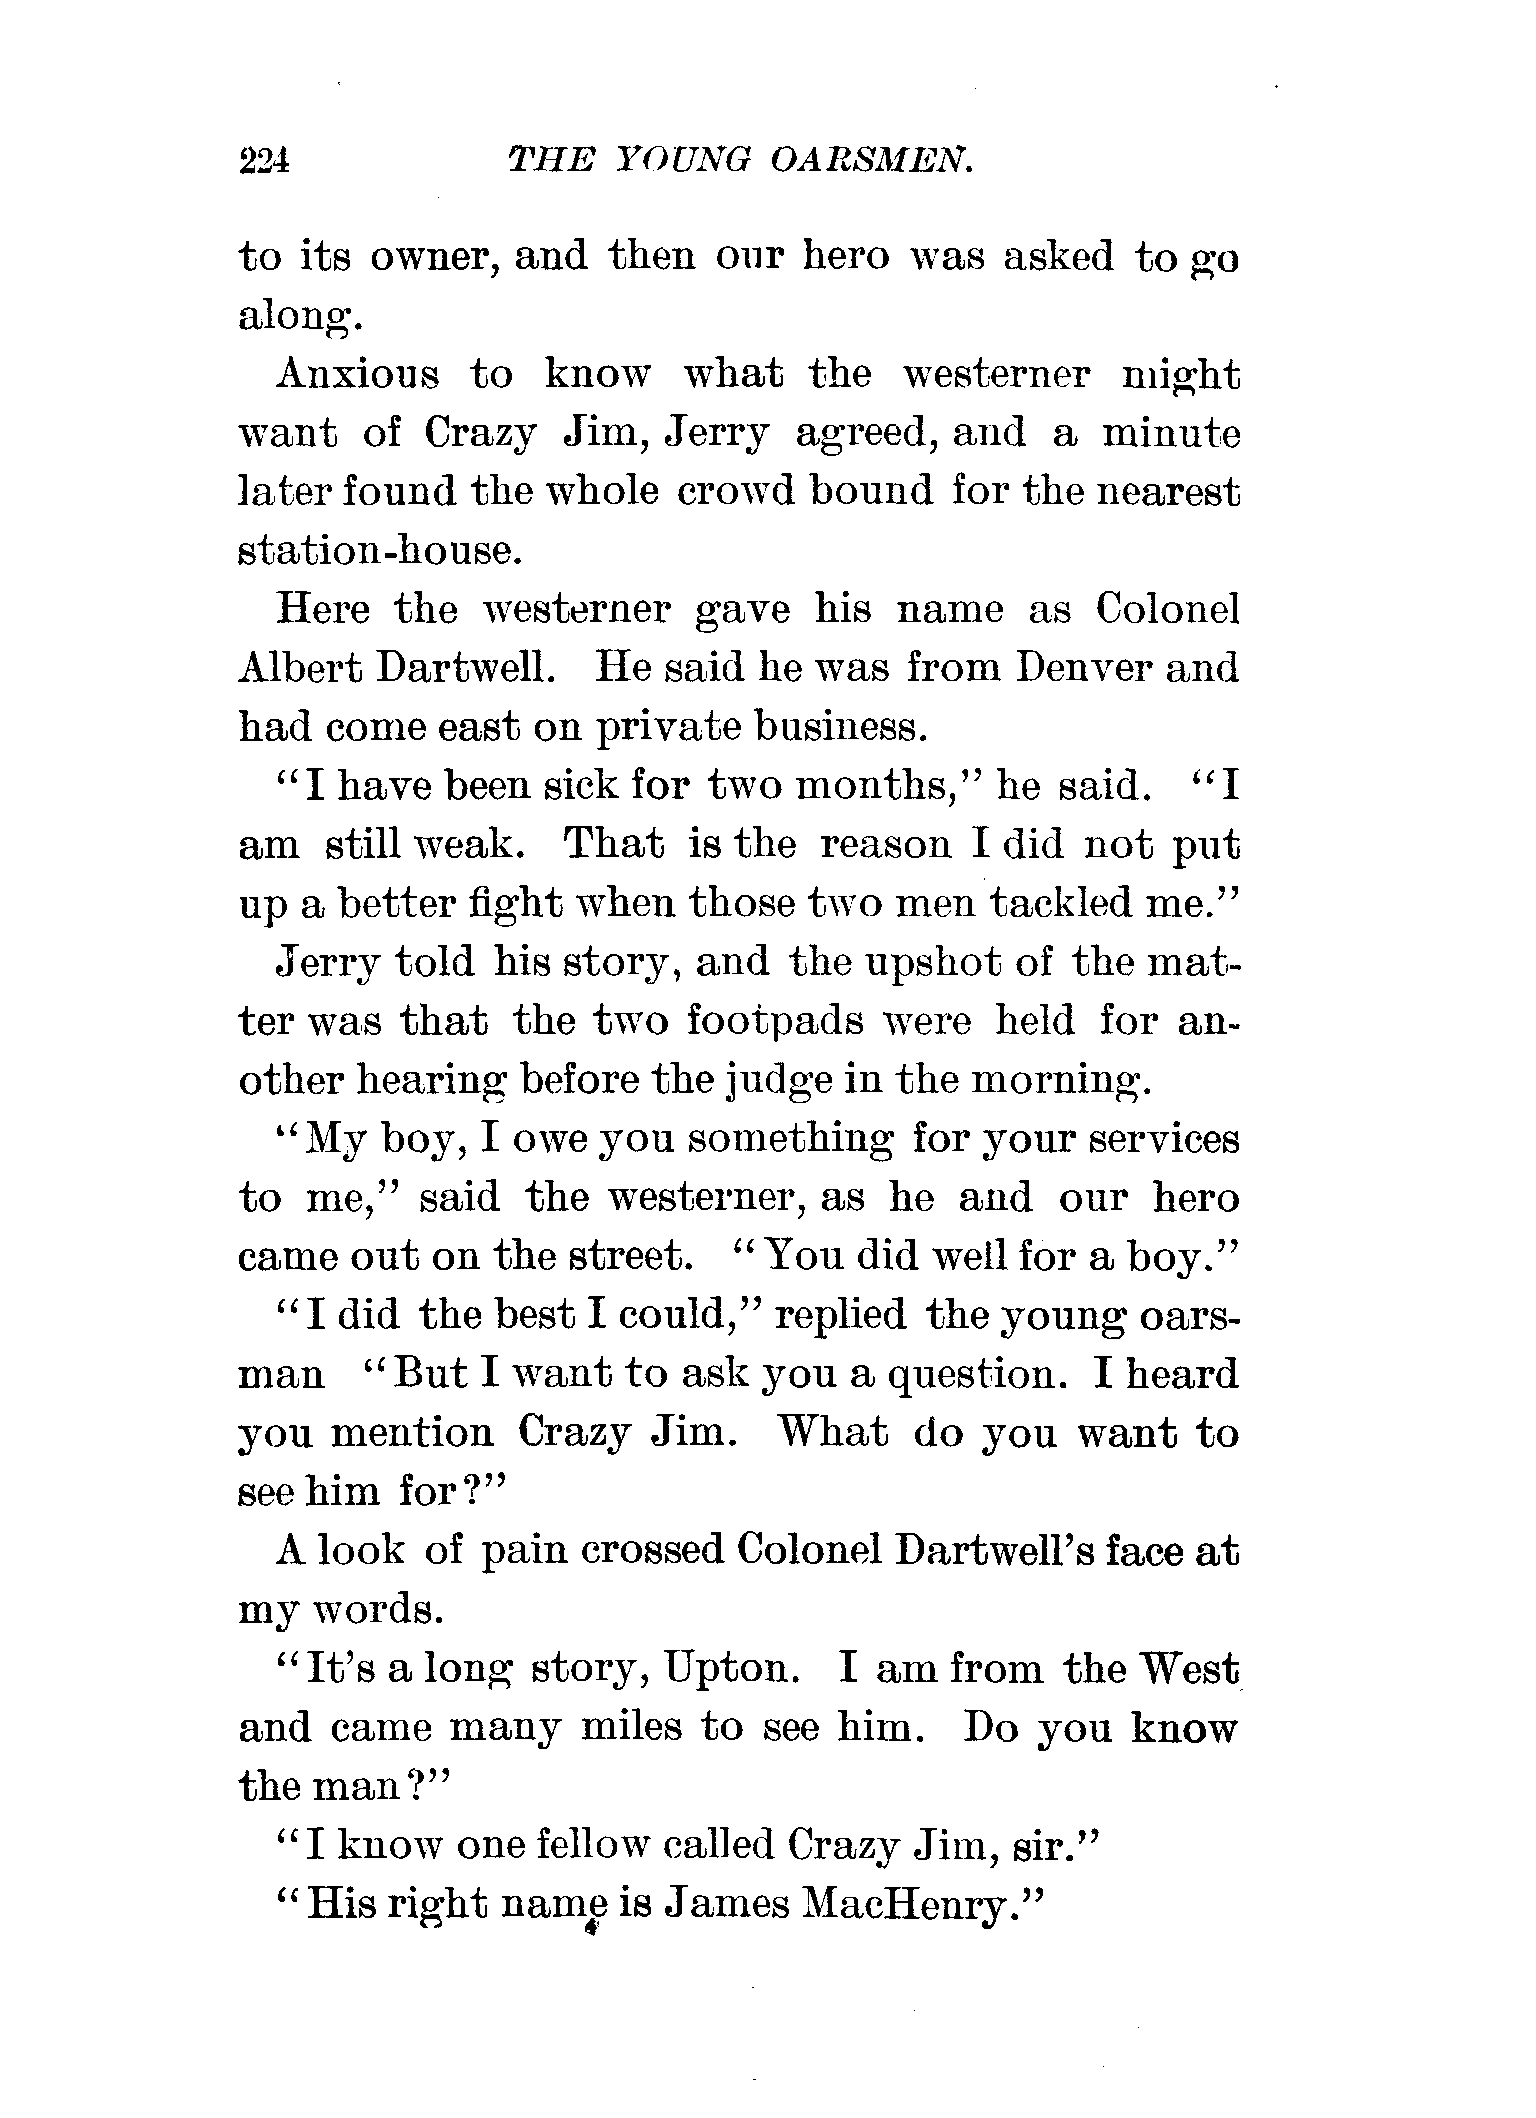 224 THE YOUNG OARSMEN.
to its owner, and then our hero was asked to go
along.
Anxious to know what the westerner might
want of Crazy Jim, Jerry agreed, and a minute
later found the whole crowd bound for the nearest
station-house.
Here the westerner gave his name as Colonel
Albert Dartwell. He said he was from Denver and
had come east on private business.
“I have been sick for two months,” he said. “I
am still weak. That is the reason I did not put
up a better fight when those two men tackled me.”
Jerry told his story, and the upshot of the mat-
ter was that the two footpads were held for an-
other hearing before the judge in the morning.
“My boy, I owe you something for your services
to me,” said the westerner, as he and our hero
came out on the street. “You did well for a boy.”
“I did the best I could,” replied the young oars-
man “But I want to ask you a question. I heard
you mention Crazy Jim. What do you want to
see him for?”
A look of pain crossed Colonel Dartwell’s face at
my words.
“It’s a long story, Upton. I am from the West
and came many miles to see him. Do you know
the man?”
“I know one fellow called Crazy Jim, sir.”
“His right name is James MacHenry.”